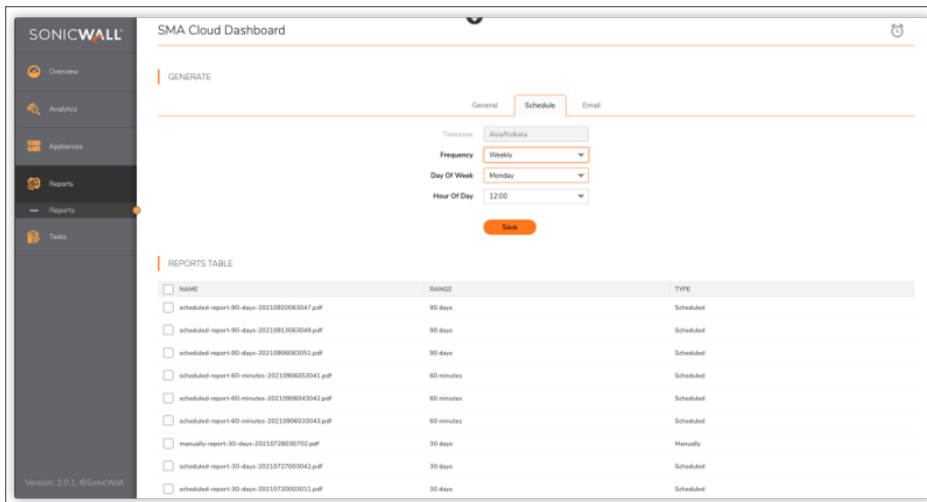 SONICWALL
SMA Cloud Dashboard
Overview
Analytics
Appliances
Reports
Reports
Tasks
Version: 2.0.1, ©SonicWall
GENERATE
General Schedule Email
Timezone Asia/Kolkata
Frequency Weekly
Day Of Week Monday
Hour Of Day 12:00
Save
REPORTS TABLE
NAME RANGE TYPE
scheduled-report-90-days-20210920063047.pdf 90 days Scheduled
scheduled-report-90-days-20210913063049.pdf 90 days Scheduled
scheduled-report-90-days-20210906063051.pdf 90 days Scheduled
scheduled-report-60-minutes-20210906053041.pdf 60 minutes Scheduled
scheduled-report-60-minutes-20210906043042.pdf 60 minutes Scheduled
scheduled-report-60-minutes-20210906033043.pdf 60 minutes Scheduled
manually-report-30-days-20210728030702.pdf 30 days Manually
scheduled-report-30-days-20210727003042.pdf 30 days Scheduled
scheduled-report-30-days-20210720003011.pdf 30 days Scheduled